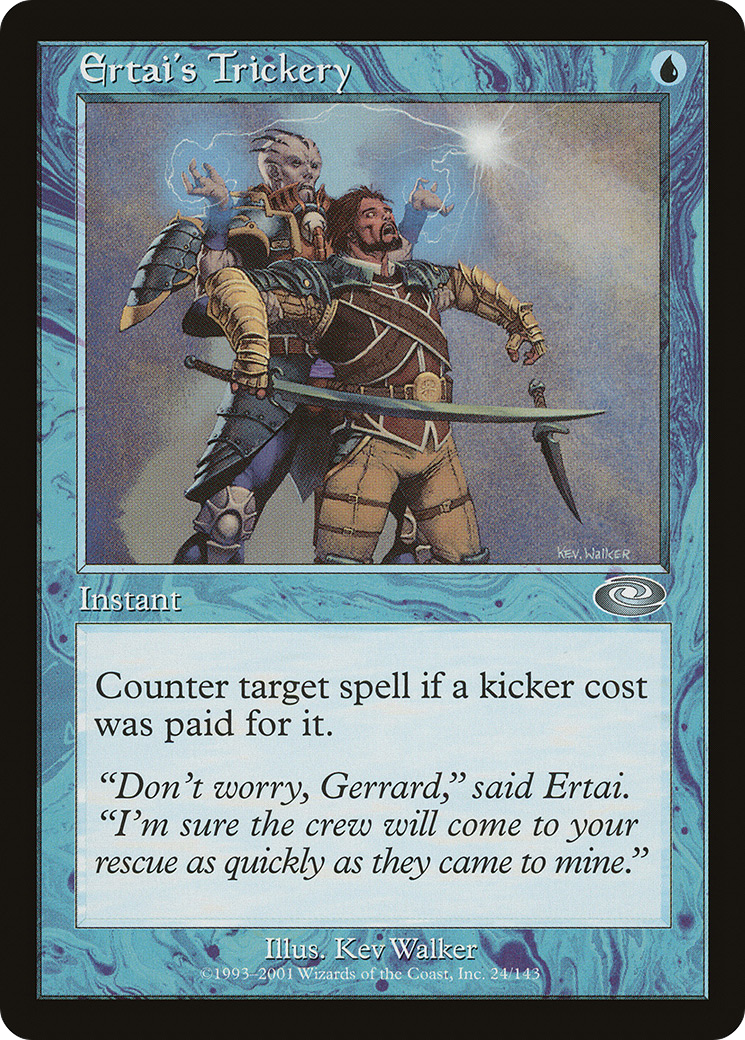 Ertai's Trickery
KEV. WALKER
Instant
Counter target spell if a kicker cost
was paid for it.
“Don't worry, Gerrard,” said Ertai.
“I'm sure the crew will come to your
rescue as quickly as they came to mine.”
Illus. Kev Walker
©1993–2001 Wizards of the Coast, Inc. 24/143